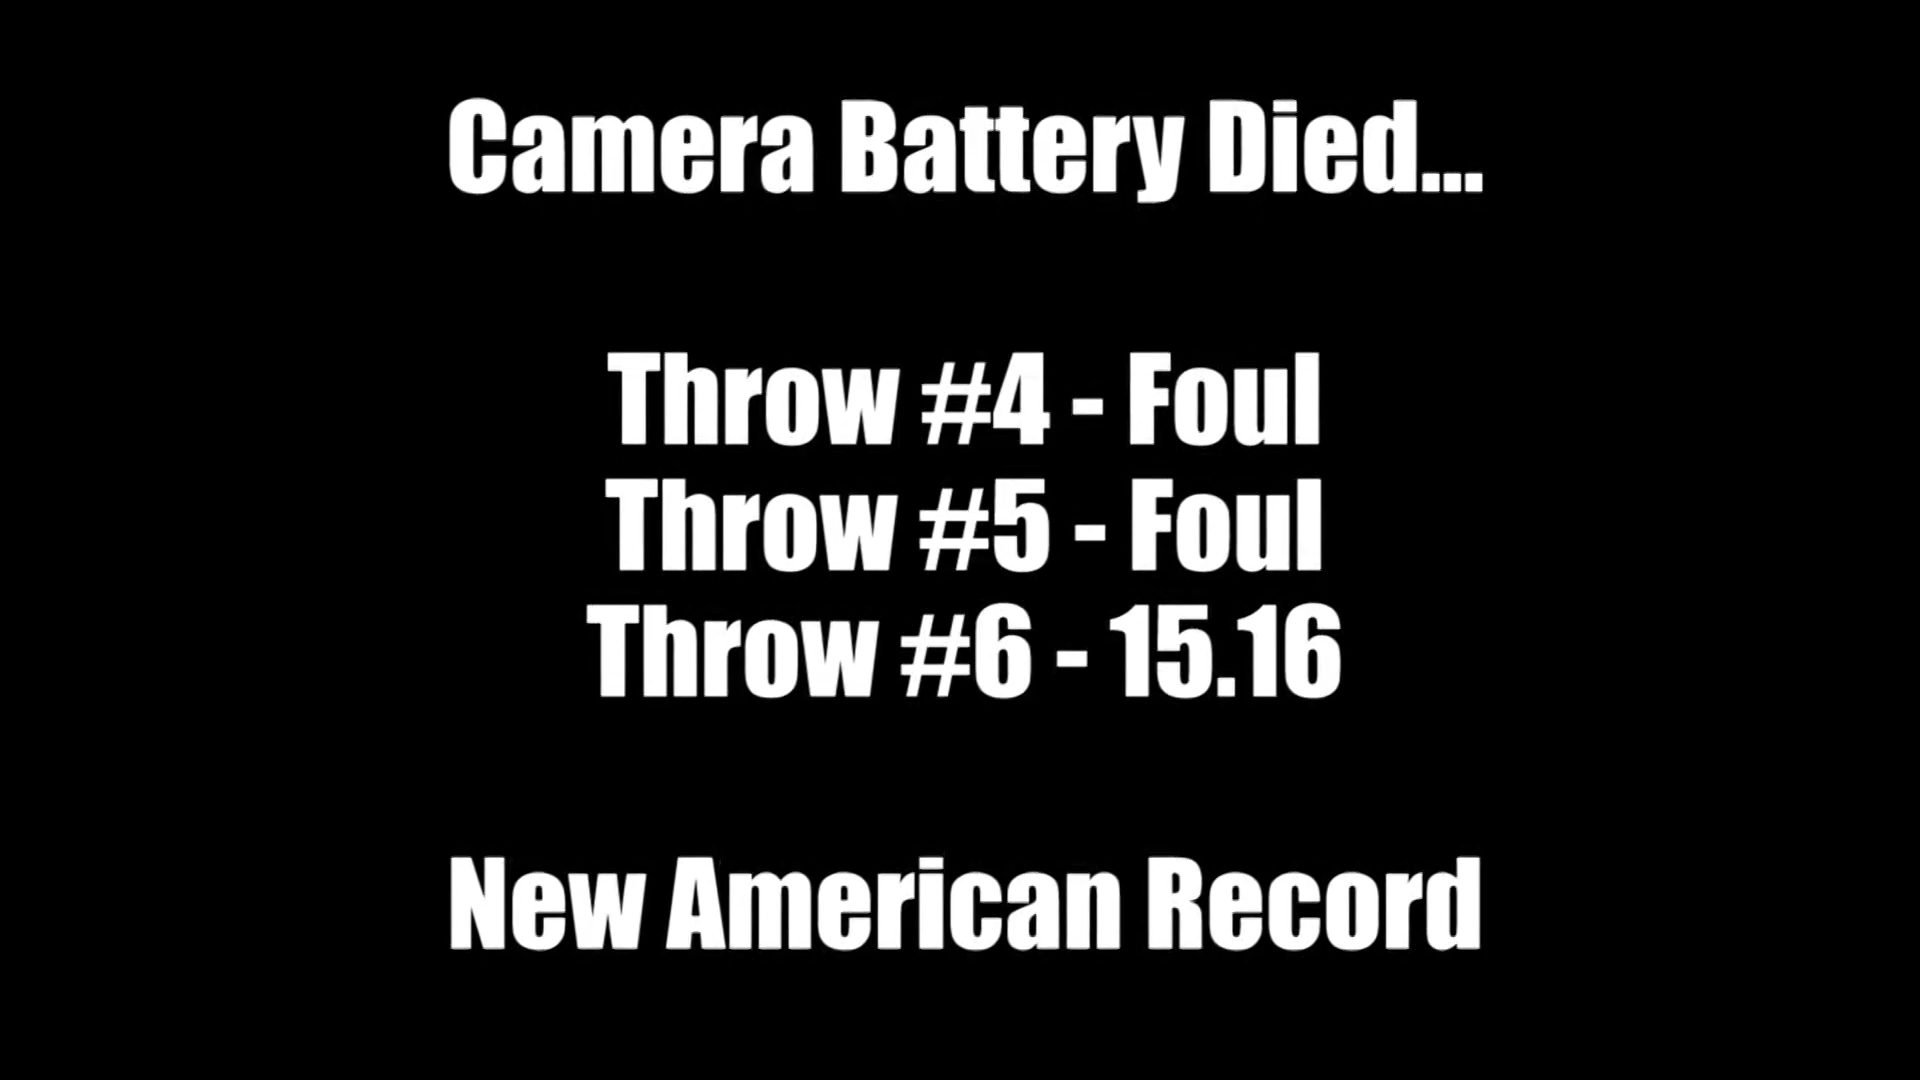 Camera Battery Died...
Throw #4 - Foul
Throw #5 - Foul
Throw #6 - 15.16
New American Record